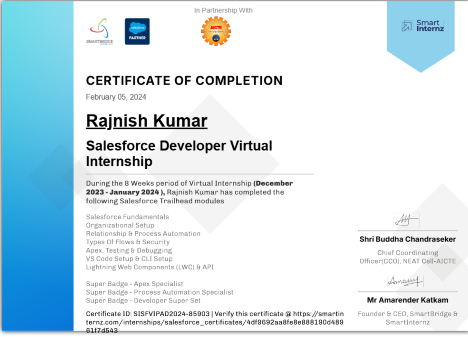 In Partnership With
SMARTBRIDGE
salesforce
PARTNER
Smart
Internz
CERTIFICATE OF COMPLETION
February 05, 2024
Rajnish Kumar
Salesforce Developer Virtual
Internship
During the 8 Weeks period of Virtual Internship (December
2023 - January 2024 ), Rajnish Kumar has completed the
following Salesforce Trailhead modules
Salesforce Fundamentals
Organizational Setup
Relationship & Process Automation
Types Of Flows & Security
Apex, Testing & Debugging
VS Code Setup & CLI Setup
Lightning Web Components (LWC) & API
Super Badge - Apex Specialist
Super Badge - Process Automation Specialist
Super Badge - Developer Super Set
Certificate ID: SISFVIPAD2024-85903 | Verify this certificate @ https://smartin
ternz.com/internships/salesforce_certificates/4df9692aa8fe8e888190d489
61f7d543
Shri Buddha Chandraseker
Chief Coordinating
Officer(CCO), NEAT Cell-AICTE
Mr Amarender Katkam
Founder & CEO, SmartBridge &
SmartInternz